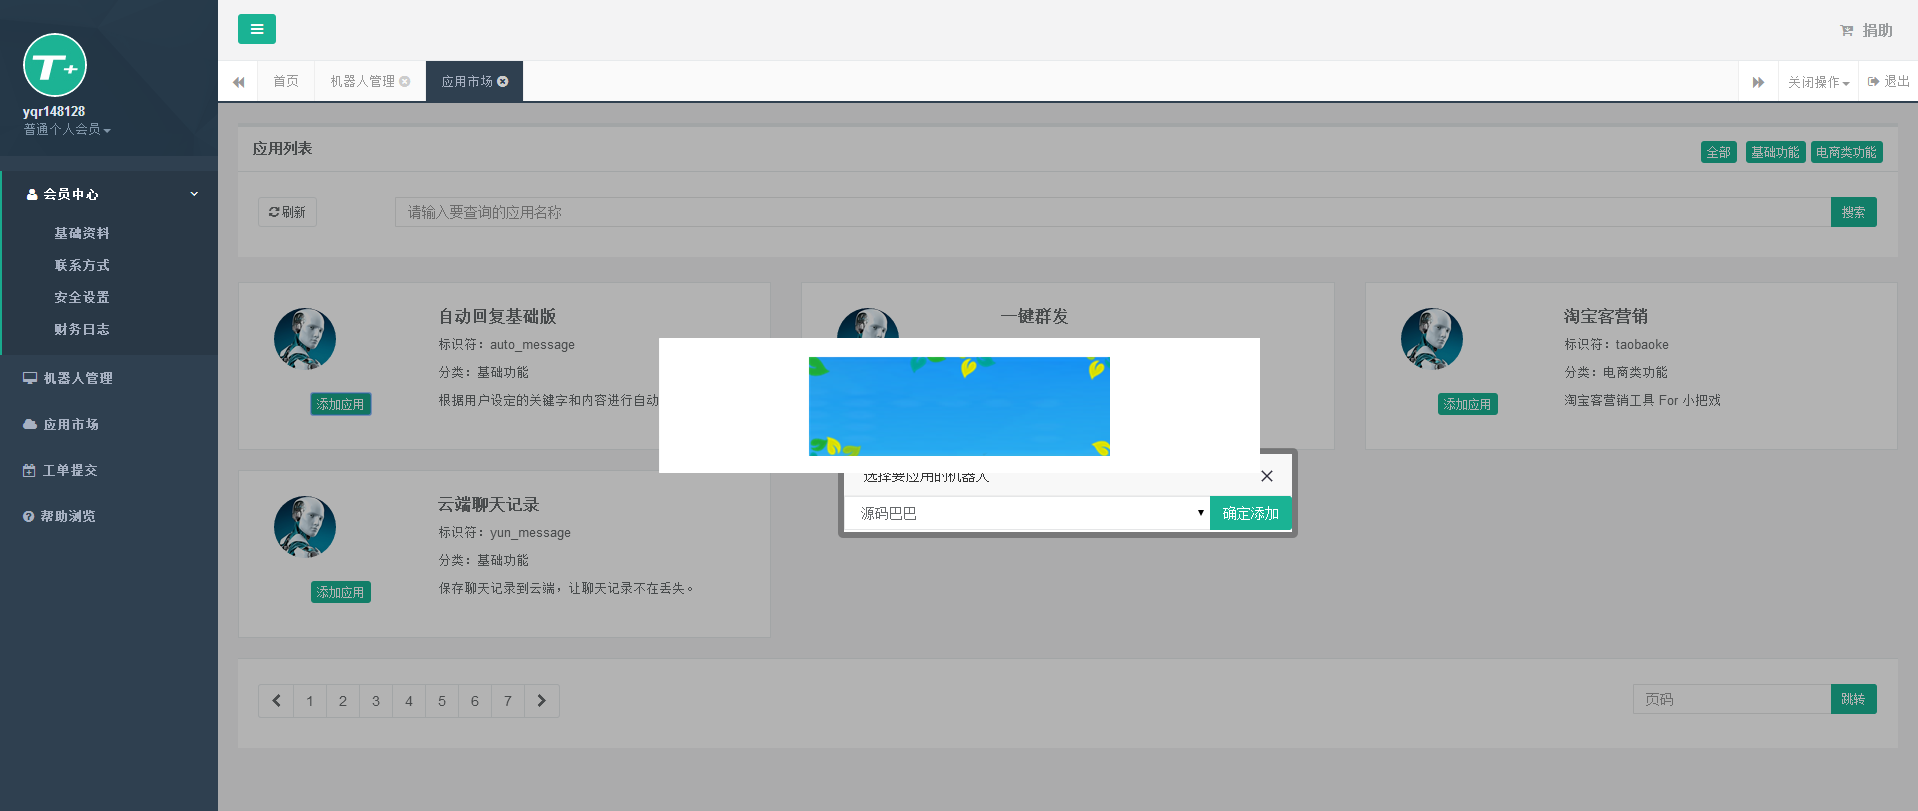 T+
yqr148128
普通个人会员
会员中心
基础资料
联系方式
安全设置
财务日志
机器人管理
应用市场
工单提交
帮助浏览
捐助
首页
机器人管理
应用市场
关闭操作
退出
应用列表
全部
基础功能
电商类功能
刷新
请输入要查询的应用名称
搜索
自动回复基础版
标识符：auto_message
分类：基础功能
根据用户设定的关键字和内容进行自动
添加应用
一键群发
淘宝客营销
标识符：taobaoke
分类：电商类功能
淘宝客营销工具 For 小把戏
添加应用
选择要应用的机器人
源码巴巴
确定添加
云端聊天记录
标识符：yun_message
分类：基础功能
保存聊天记录到云端，让聊天记录不在丢失。
添加应用
1 2 3 4 5 6 7
页码
跳转